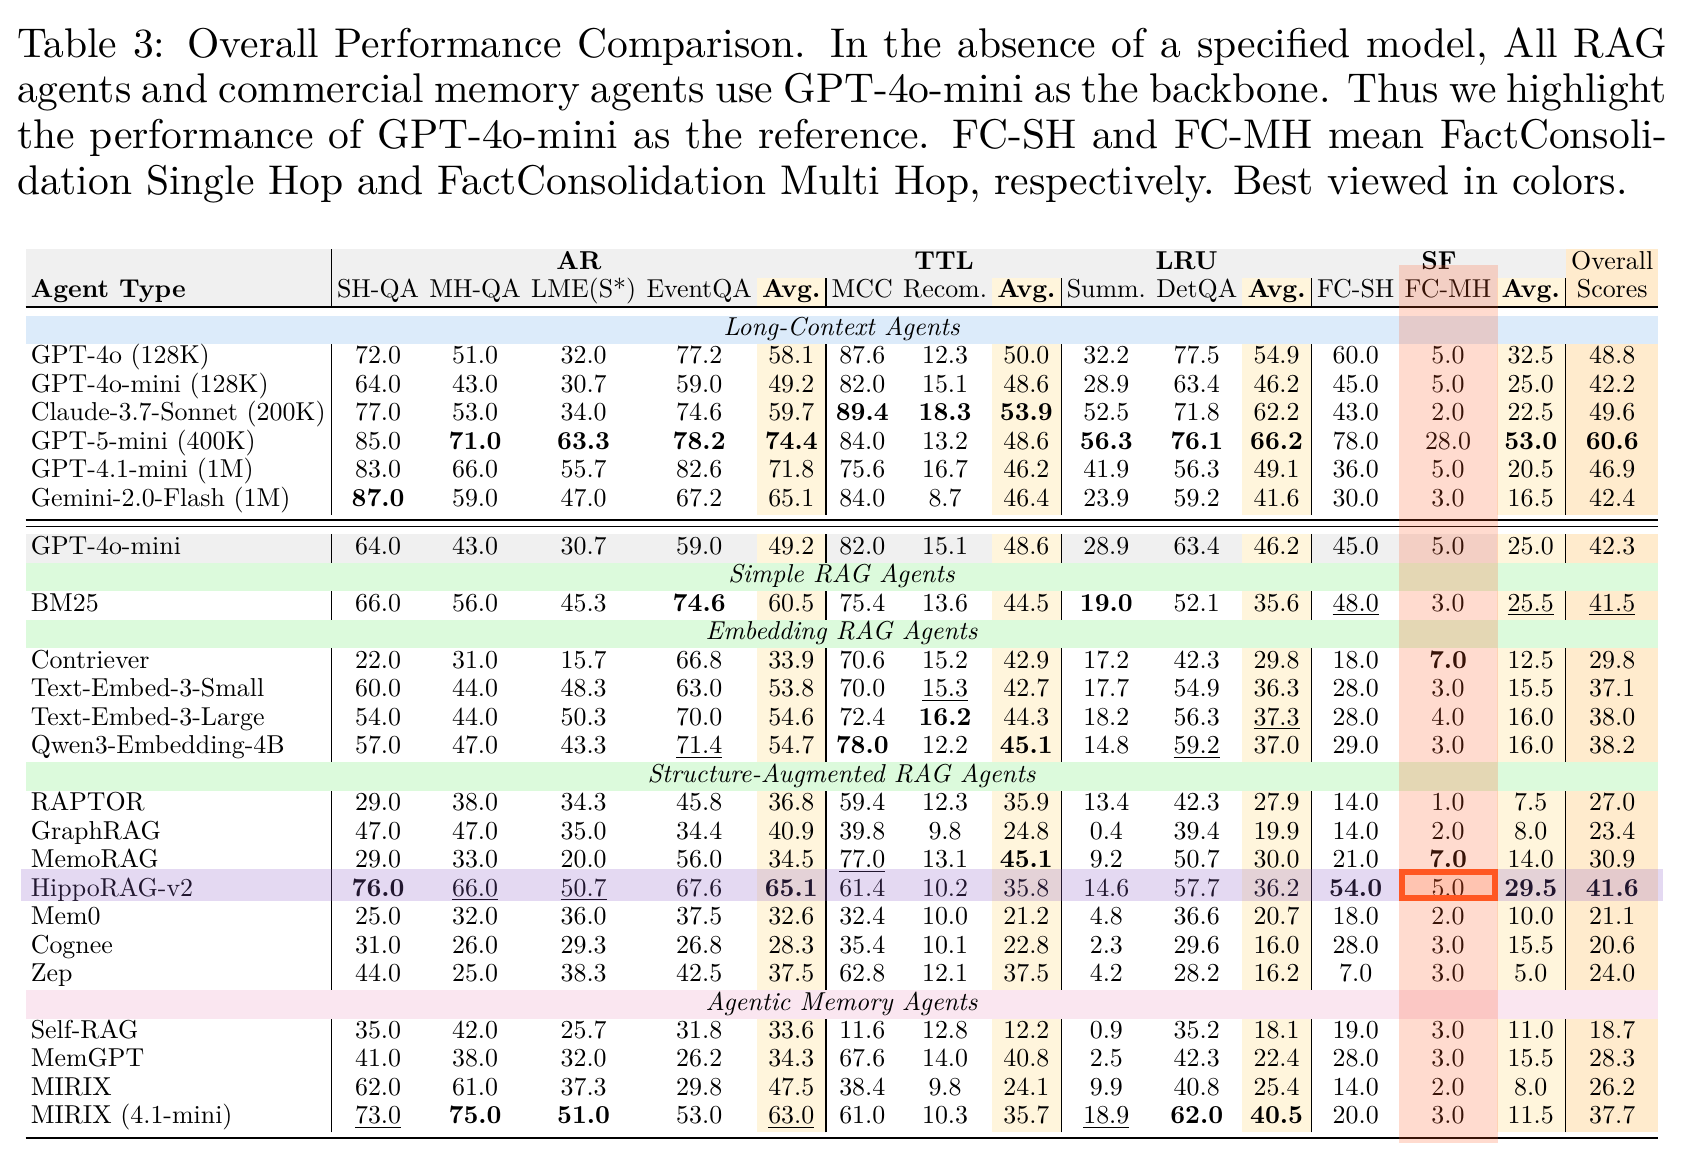 Table 3: Overall Performance Comparison. In the absence of a specified model, All RAG
agents and commercial memory agents use GPT-4o-mini as the backbone. Thus we highlight
the performance of GPT-4o-mini as the reference. FC-SH and FC-MH mean FactConsoli-
dation Single Hop and FactConsolidation Multi Hop, respectively. Best viewed in colors.
AR TTL LRU SF Overall
Agent Type SH-QA MH-QA LME(S*) EventQA Avg. MCC Recom. Avg. Summ. DetQA Avg. FC-SH FC-MH Avg. Scores
Long-Context Agents
GPT-4o (128K) 72.0 51.0 32.0 77.2 58.1 87.6 12.3 50.0 32.2 77.5 54.9 60.0 5.0 32.5 48.8
GPT-4o-mini (128K) 64.0 43.0 30.7 59.0 49.2 82.0 15.1 48.6 28.9 63.4 46.2 45.0 5.0 25.0 42.2
Claude-3.7-Sonnet (200K) 77.0 53.0 34.0 74.6 59.7 89.4 18.3 53.9 52.5 71.8 62.2 43.0 2.0 22.5 49.6
GPT-5-mini (400K) 85.0 71.0 63.3 78.2 74.4 84.0 13.2 48.6 56.3 76.1 66.2 78.0 28.0 53.0 60.6
GPT-4.1-mini (1M) 83.0 66.0 55.7 82.6 71.8 75.6 16.7 46.2 41.9 56.3 49.1 36.0 5.0 20.5 46.9
Gemini-2.0-Flash (1M) 87.0 59.0 47.0 67.2 65.1 84.0 8.7 46.4 23.9 59.2 41.6 30.0 3.0 16.5 42.4
GPT-4o-mini 64.0 43.0 30.7 59.0 49.2 82.0 15.1 48.6 28.9 63.4 46.2 45.0 5.0 25.0 42.3
Simple RAG Agents
BM25 66.0 56.0 45.3 74.6 60.5 75.4 13.6 44.5 19.0 52.1 35.6 48.0 3.0 25.5 41.5
Embedding RAG Agents
Contriever 22.0 31.0 15.7 66.8 33.9 70.6 15.2 42.9 17.2 42.3 29.8 18.0 7.0 12.5 29.8
Text-Embed-3-Small 60.0 44.0 48.3 63.0 53.8 70.0 15.3 42.7 17.7 54.9 36.3 28.0 3.0 15.5 37.1
Text-Embed-3-Large 54.0 44.0 50.3 70.0 54.6 72.4 16.2 44.3 18.2 56.3 37.3 28.0 4.0 16.0 38.0
Qwen3-Embedding-4B 57.0 47.0 43.3 71.4 54.7 78.0 12.2 45.1 14.8 59.2 37.0 29.0 3.0 16.0 38.2
Structure-Augmented RAG Agents
RAPTOR 29.0 38.0 34.3 45.8 36.8 59.4 12.3 35.9 13.4 42.3 27.9 14.0 1.0 7.5 27.0
GraphRAG 47.0 47.0 35.0 34.4 40.9 39.8 9.8 24.8 0.4 39.4 19.9 14.0 2.0 8.0 23.4
MemoRAG 29.0 33.0 20.0 56.0 34.5 77.0 13.1 45.1 9.2 50.7 30.0 21.0 7.0 14.0 30.9
HippoRAG-v2 76.0 66.0 50.7 67.6 65.1 61.4 10.2 35.8 14.6 57.7 36.2 54.0 5.0 29.5 41.6
Mem0 25.0 32.0 36.0 37.5 32.6 32.4 10.0 21.2 4.8 36.6 20.7 18.0 2.0 10.0 21.1
Cognee 31.0 26.0 29.3 26.8 28.3 35.4 10.1 22.8 2.3 29.6 16.0 28.0 3.0 15.5 20.6
Zep 44.0 25.0 38.3 42.5 37.5 62.8 12.1 37.5 4.2 28.2 16.2 7.0 3.0 5.0 24.0
Agentic Memory Agents
Self-RAG 35.0 42.0 25.7 31.8 33.6 11.6 12.8 12.2 0.9 35.2 18.1 19.0 3.0 11.0 18.7
MemGPT 41.0 38.0 32.0 26.2 34.3 67.6 14.0 40.8 2.5 42.3 22.4 28.0 3.0 15.5 28.3
MIRIX 62.0 61.0 37.3 29.8 47.5 38.4 9.8 24.1 9.9 40.8 25.4 14.0 2.0 8.0 26.2
MIRIX (4.1-mini) 73.0 75.0 51.0 53.0 63.0 61.0 10.3 35.7 18.9 62.0 40.5 20.0 3.0 11.5 37.7